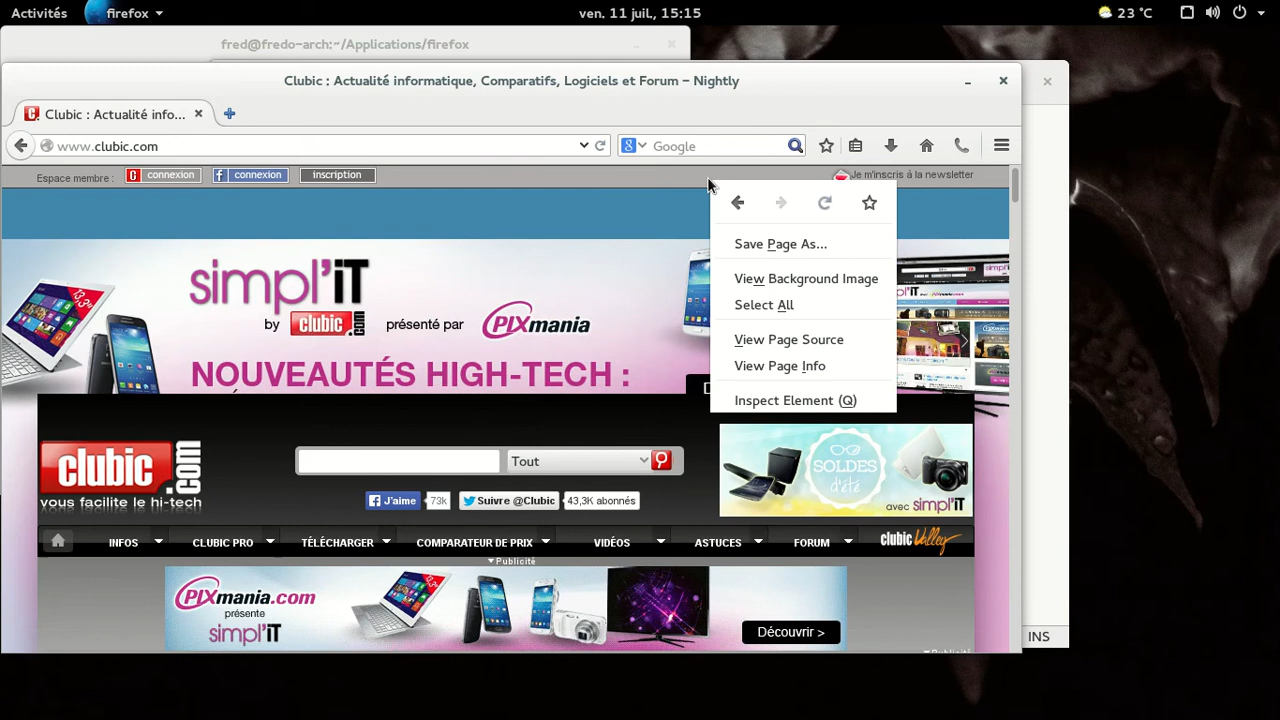 Activités
firefox
ven. 11 juil, 15:15
23 °C
fred@fredo-arch:~/Applications/firefox
Clubic : Actualité informatique, Comparatifs, Logiciels et Forum – Nightly
Clubic : Actualité info...
www.clubic.com
Google
Espace membre :
connexion
connexion
inscription
Je m'inscris à la newsletter
Save Page As...
View Background Image
Select All
View Page Source
View Page Info
Inspect Element (Q)
simpl'iT
by clubic.com présenté par PIXmania
NOUVEAUTÉS HIGH-TECH :
clubic.com
vous facilite le hi-tech
Tout
J'aime 73k
Suivre @Clubic 43,3K abonnés
SOLDES
d'été
avec simpl'iT
INFOS
CLUBIC PRO
TÉLÉCHARGER
COMPARATEUR DE PRIX
VIDÉOS
ASTUCES
FORUM
clubic Valley
Publicité
PIXmania.com
présente
simpl'iT
Découvrir >
Publicité
INS